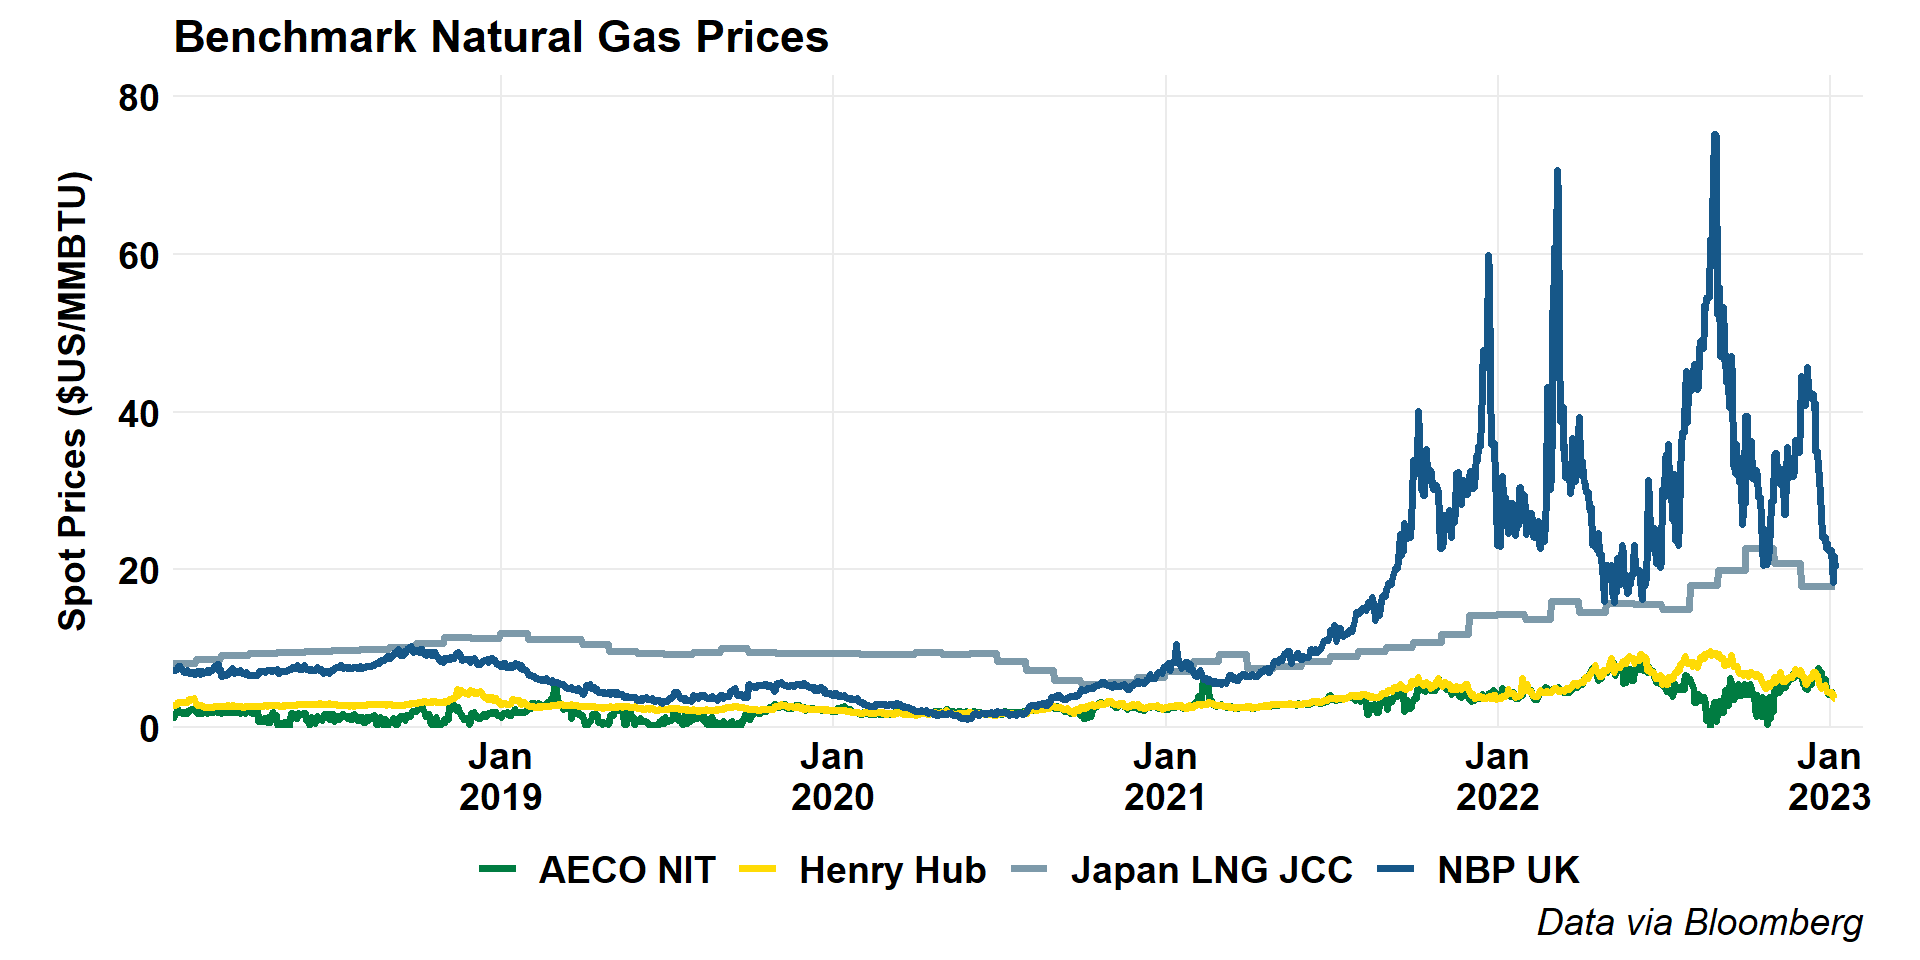 Benchmark Natural Gas Prices
Spot Prices ($US/MMBTU)
80
60
40
20
0
Jan 2019
Jan 2020
Jan 2021
Jan 2022
Jan 2023
AECO NIT
Henry Hub
Japan LNG JCC
NBP UK
Data via Bloomberg